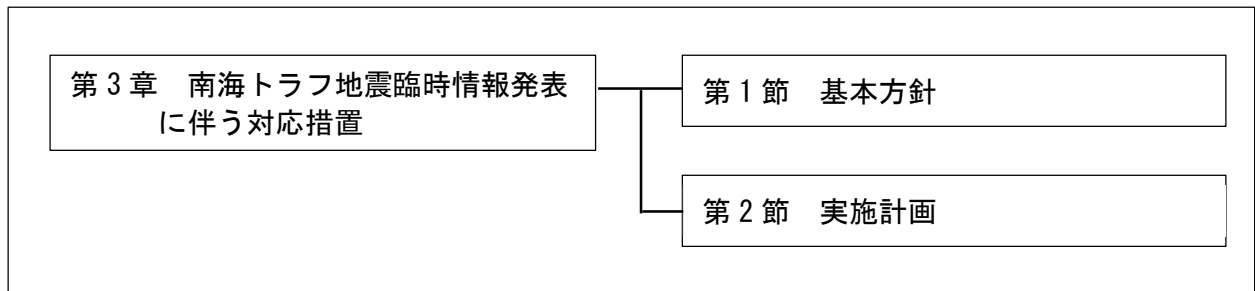 第3章　南海トラフ地震臨時情報発表
に伴う対応措置
第1節　基本方針
第2節　実施計画